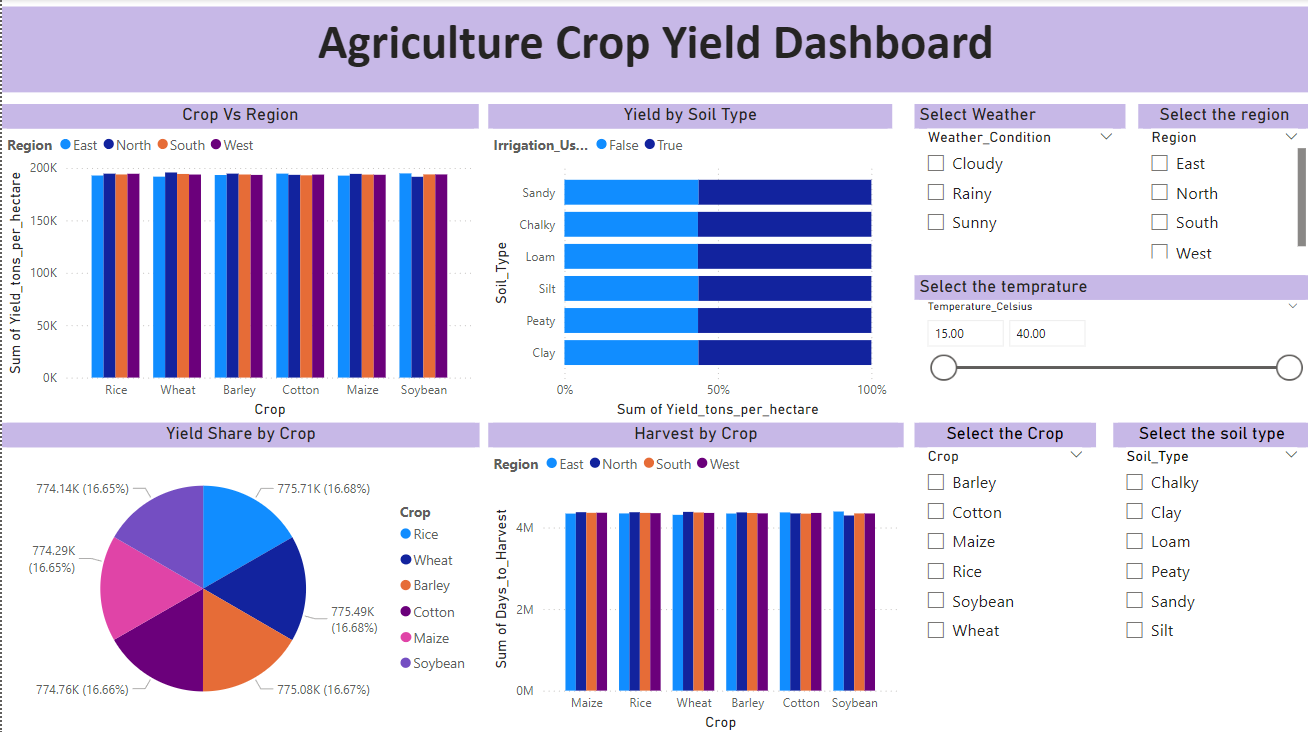 Agriculture Crop Yield Dashboard
Crop Vs Region
Region East North South West
Sum of Yield_tons_per_hectare
200K
150K
100K
50K
0K
Rice Wheat Barley Cotton Maize Soybean
Crop
Yield by Soil Type
Irrigation_Us... False True
Soil_Type
Sandy
Chalky
Loam
Silt
Peaty
Clay
0% 50% 100%
Sum of Yield_tons_per_hectare
Select Weather
Weather_Condition
Cloudy
Rainy
Sunny
Select the region
Region
East
North
South
West
Select the temprature
Temperature_Celsius
15.00 40.00
Yield Share by Crop
774.14K (16.65%) 775.71K (16.68%)
774.29K
(16.65%)
775.49K
(16.68%)
774.76K (16.66%) 775.08K (16.67%)
Crop
Rice
Wheat
Barley
Cotton
Maize
Soybean
Harvest by Crop
Region East North South West
Sum of Days_to_Harvest
4M
2M
0M
Maize Rice Wheat Barley Cotton Soybean
Crop
Select the Crop
Crop
Barley
Cotton
Maize
Rice
Soybean
Wheat
Select the soil type
Soil_Type
Chalky
Clay
Loam
Peaty
Sandy
Silt